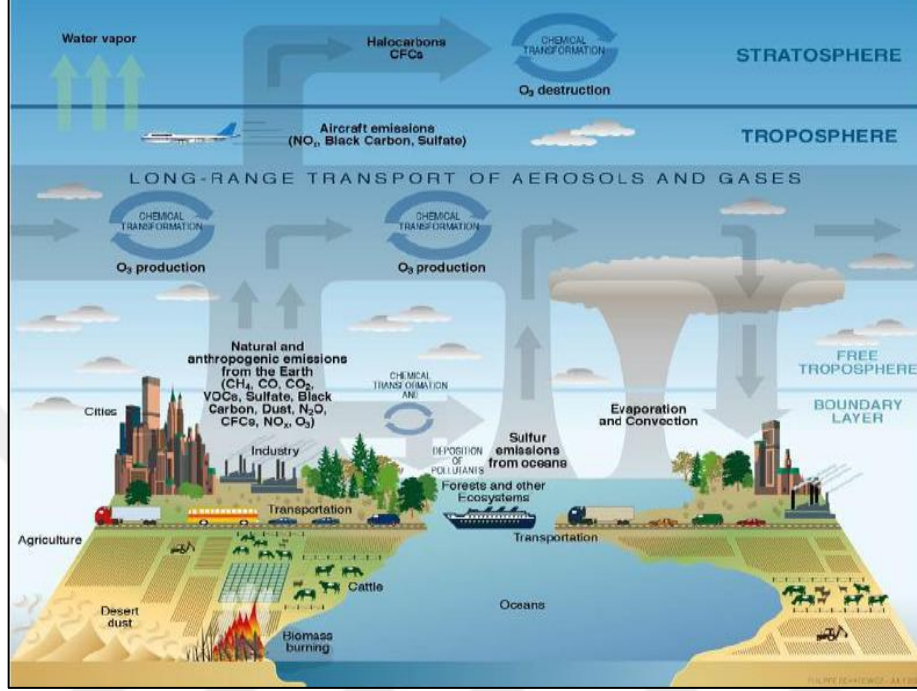 Water vapor
Halocarbons
CFCs
CHEMICAL
TRANSFORMATION
O₃ destruction
STRATOSPHERE
Aircraft emissions
(NOₓ, Black Carbon, Sulfate)
TROPOSPHERE
LONG-RANGE TRANSPORT OF AEROSOLS AND GASES
CHEMICAL
TRANSFORMATION
O₃ production
CHEMICAL
TRANSFORMATION
O₃ production
Natural and
anthropogenic emissions
from the Earth
(CH₄, CO, CO₂,
VOCs, Sulfate, Black
Carbon, Dust, N₂O,
CFCs, NOₓ, O₃)
CHEMICAL
TRANSFORMATION
AND
DEPOSITION
OF
POLLUTANTS
FREE
TROPOSPHERE
BOUNDARY
LAYER
Cities
Industry
Sulfur
emissions
from oceans
Evaporation
and Convection
Forests and other
Ecosystems
Transportation
Transportation
Agriculture
Cattle
Desert
dust
Biomass
burning
Oceans